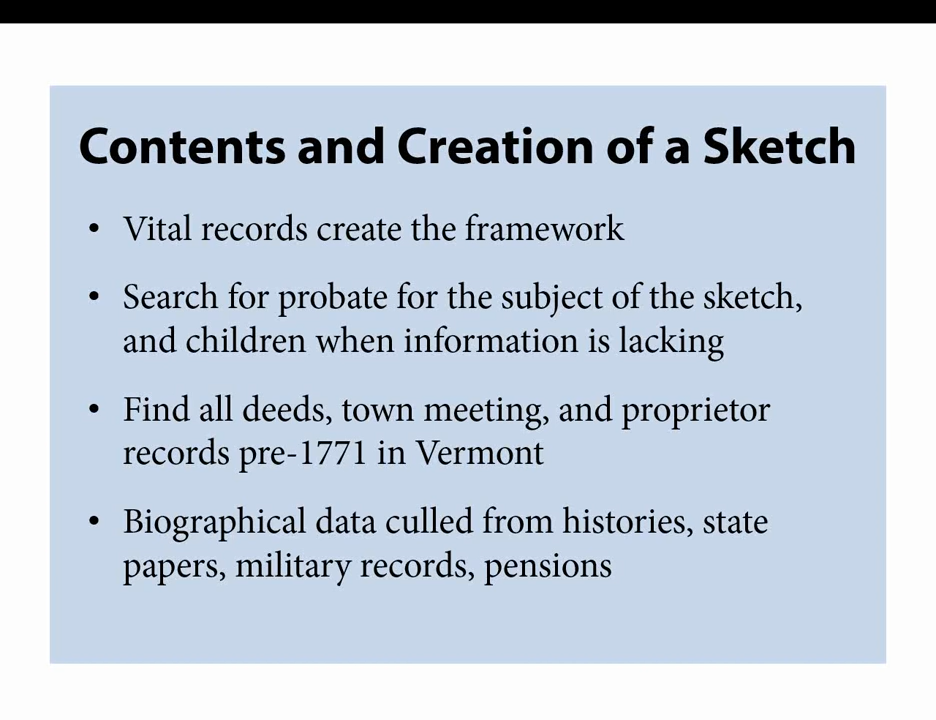 Contents and Creation of a Sketch
• Vital records create the framework
• Search for probate for the subject of the sketch,
and children when information is lacking
• Find all deeds, town meeting, and proprietor
records pre-1771 in Vermont
• Biographical data culled from histories, state
papers, military records, pensions